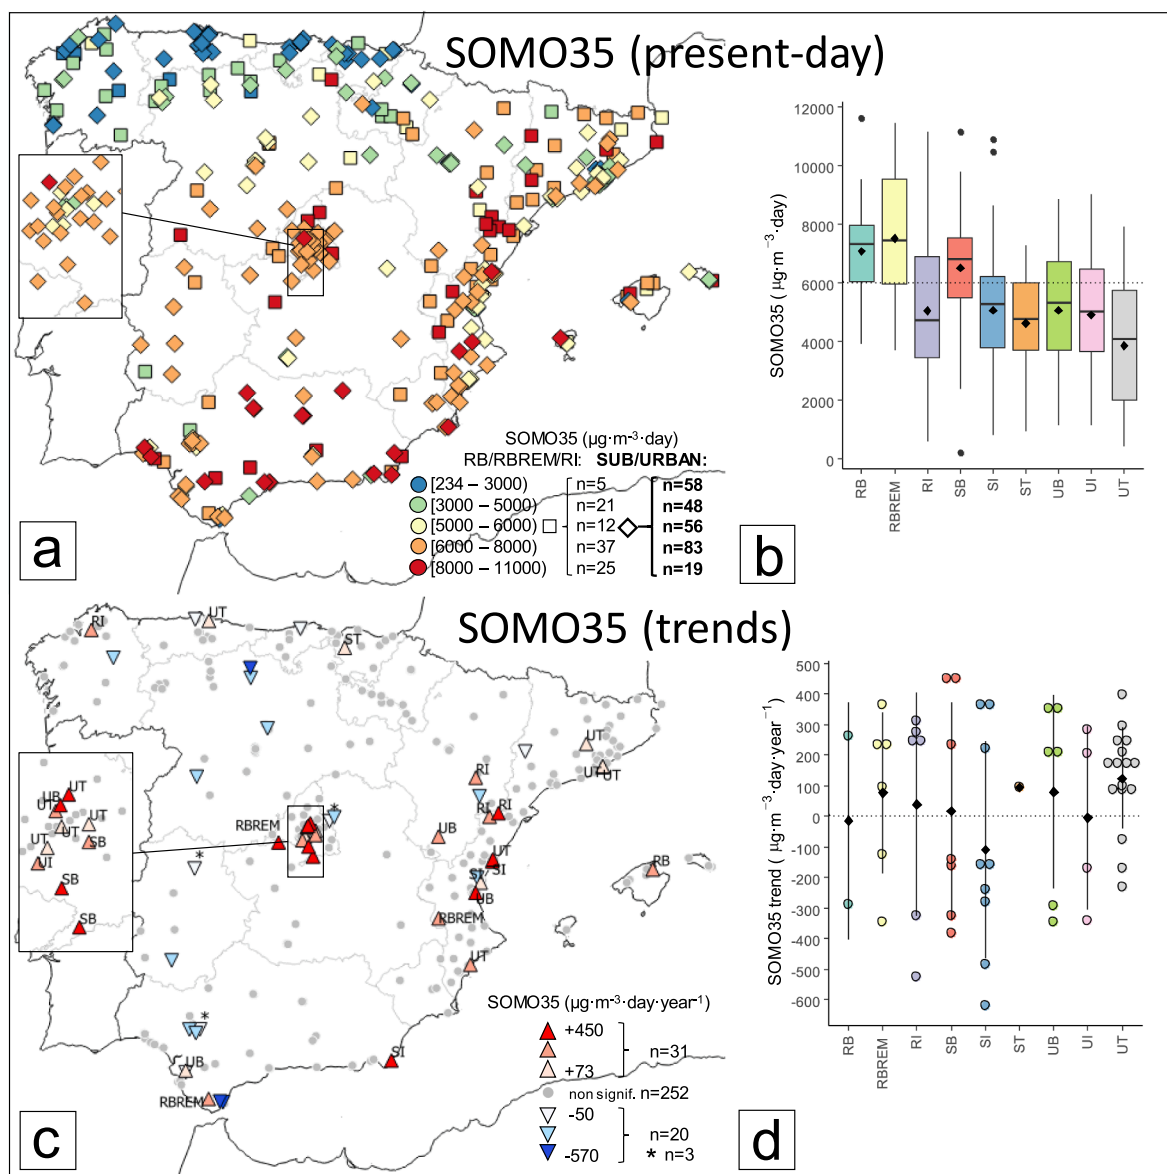 SOMO35 (present-day)
SOMO35 (µg·m-³·day)
RB/RBREM/RI: SUB/URBAN:
[234 – 3000) n=5 n=58
[3000 – 5000) n=21 n=48
[5000 – 6000) n=12 n=56
[6000 – 8000) n=37 n=83
[8000 – 11000) n=25 n=19
a
12000
10000
8000
6000
4000
2000
0
SOMO35 ( µg·m⁻³·day)
RB
RBREM
RI
SB
SI
ST
UB
UI
UT
b
SOMO35 (trends)
RI
UT
ST
UT
UT
UT
RI
RI
RI
RBREM
*
*
UB
UT
SI
SI
UB
RBREM
UT
RB
UT
UB
UT
UT
UT
UT
SB
UI
SB
SB
*
UB
RBREM
SI
SOMO35 (µg·m-³·day·year-¹)
+450
n=31
+73
non signif. n=252
-50
n=20
-570 * n=3
c
500
400
300
200
100
0
-100
-200
-300
-400
-500
-600
SOMO35 trend ( µg·m⁻³·day·year⁻¹)
RB
RBREM
RI
SB
SI
ST
UB
UI
UT
d